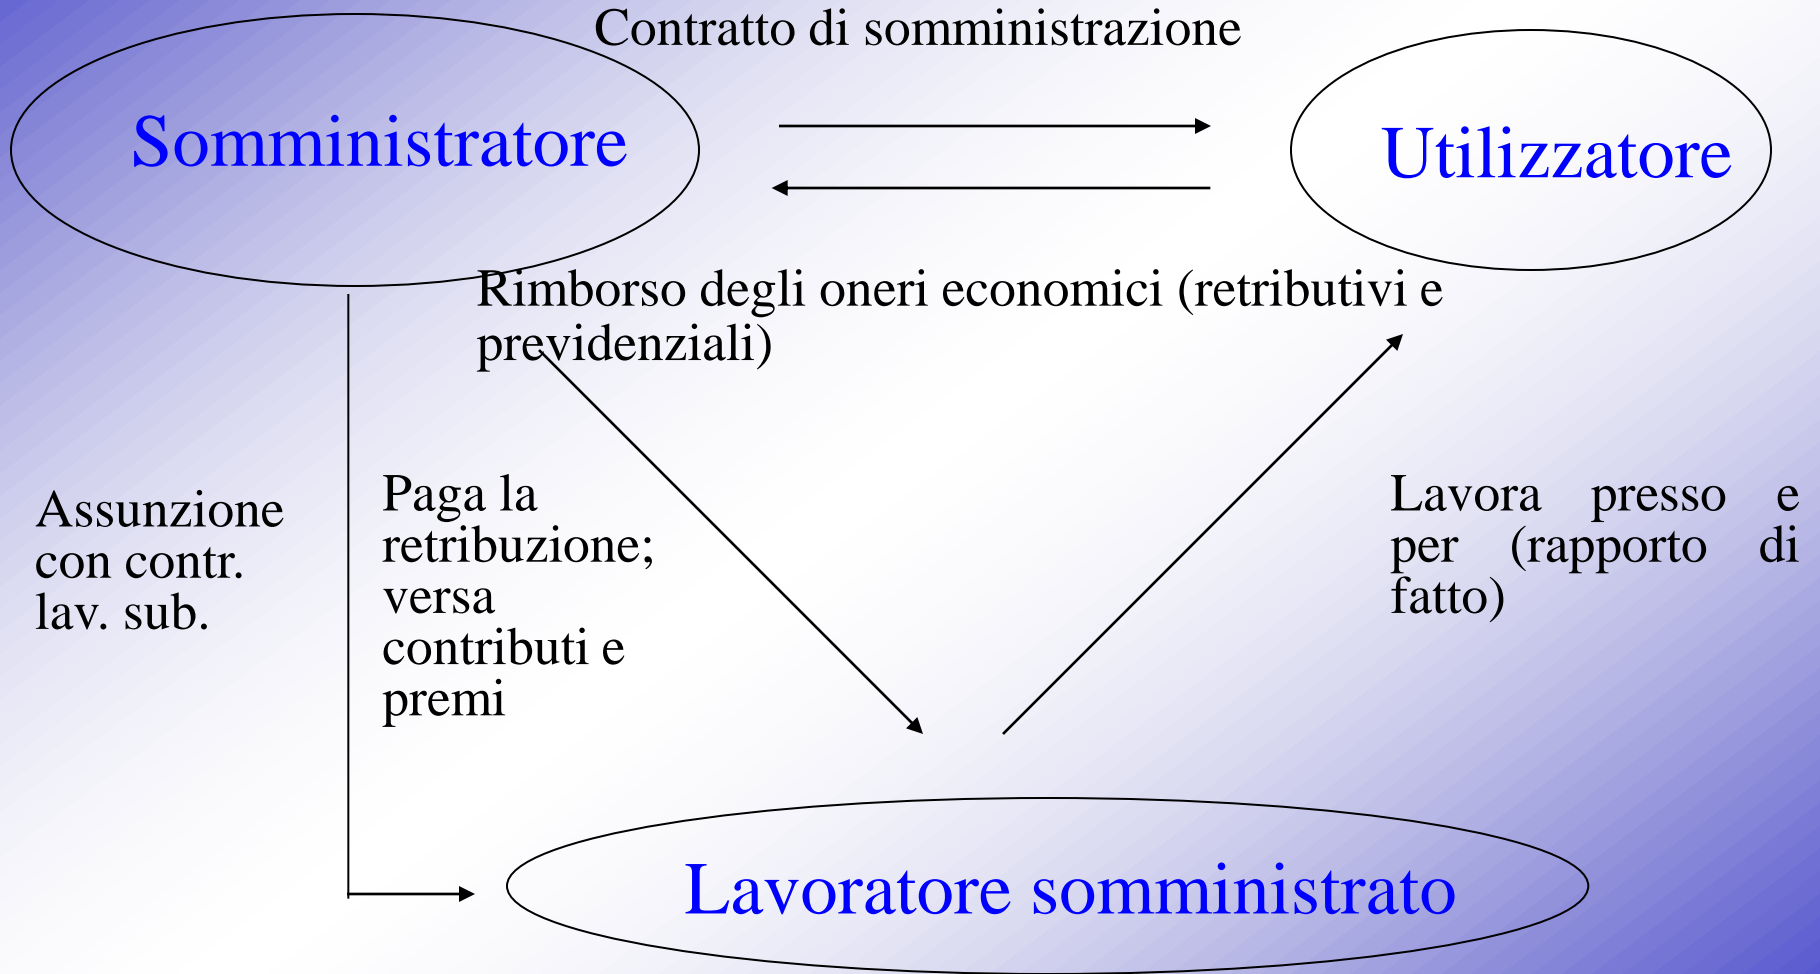 Contratto di somministrazione
Somministratore
Utilizzatore
Rimborso degli oneri economici (retributivi e
previdenziali)
Assunzione
con contr.
lav. sub.
Paga la
retribuzione;
versa
contributi e
premi
Lavora presso e
per (rapporto di
fatto)
Lavoratore somministrato